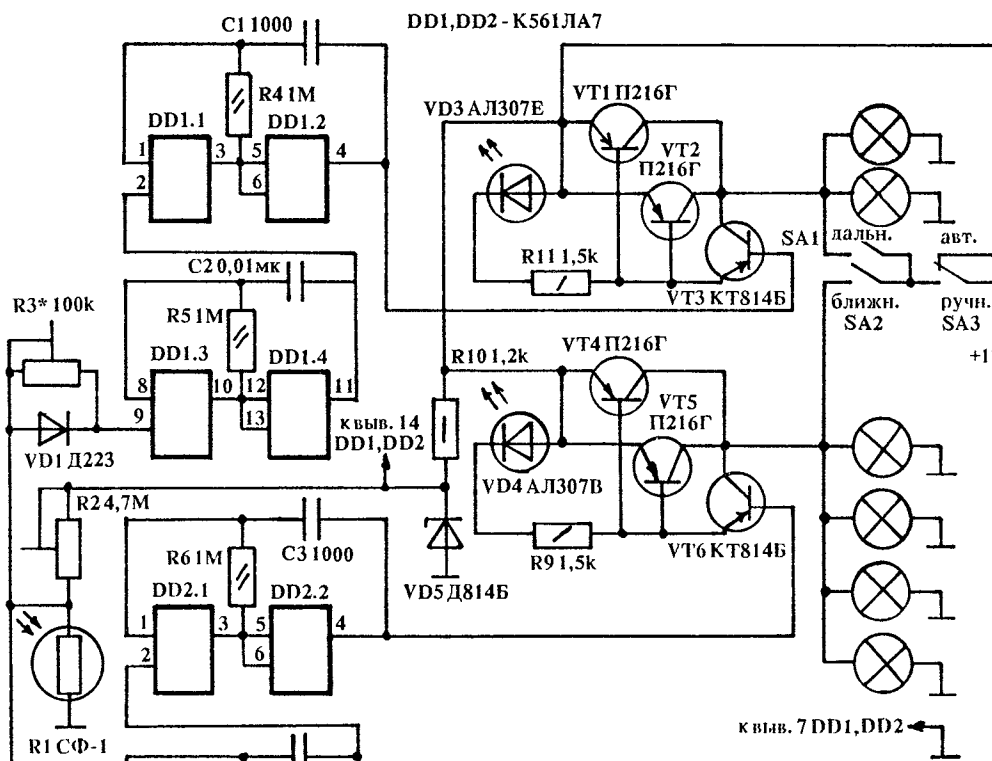 C1 1000
DD1,DD2 - К561ЛА7
R4 1М
DD1.1
DD1.2
1
2
3
5
6
4
VD3 АЛ307Е
VT1 П216Г
VT2
П216Г
R11 1,5k
VT3 КТ814Б
SA1
дальн.
авт.
ближн.
SA2
ручн.
SA3
+1
C2 0,01мк
R3* 100k
R5 1М
DD1.3
DD1.4
8
9
10
12
13
11
VD1 Д223
R10 1,2k
к выв. 14
DD1,DD2
VT4 П216Г
VT5
П216Г
VD4 АЛ307В
R9 1,5k
VT6 КТ814Б
R2 4,7М
R6 1М
C3 1000
VD5 Д814Б
DD2.1
DD2.2
1
2
3
5
6
4
R1 СФ-1
к выв. 7 DD1,DD2